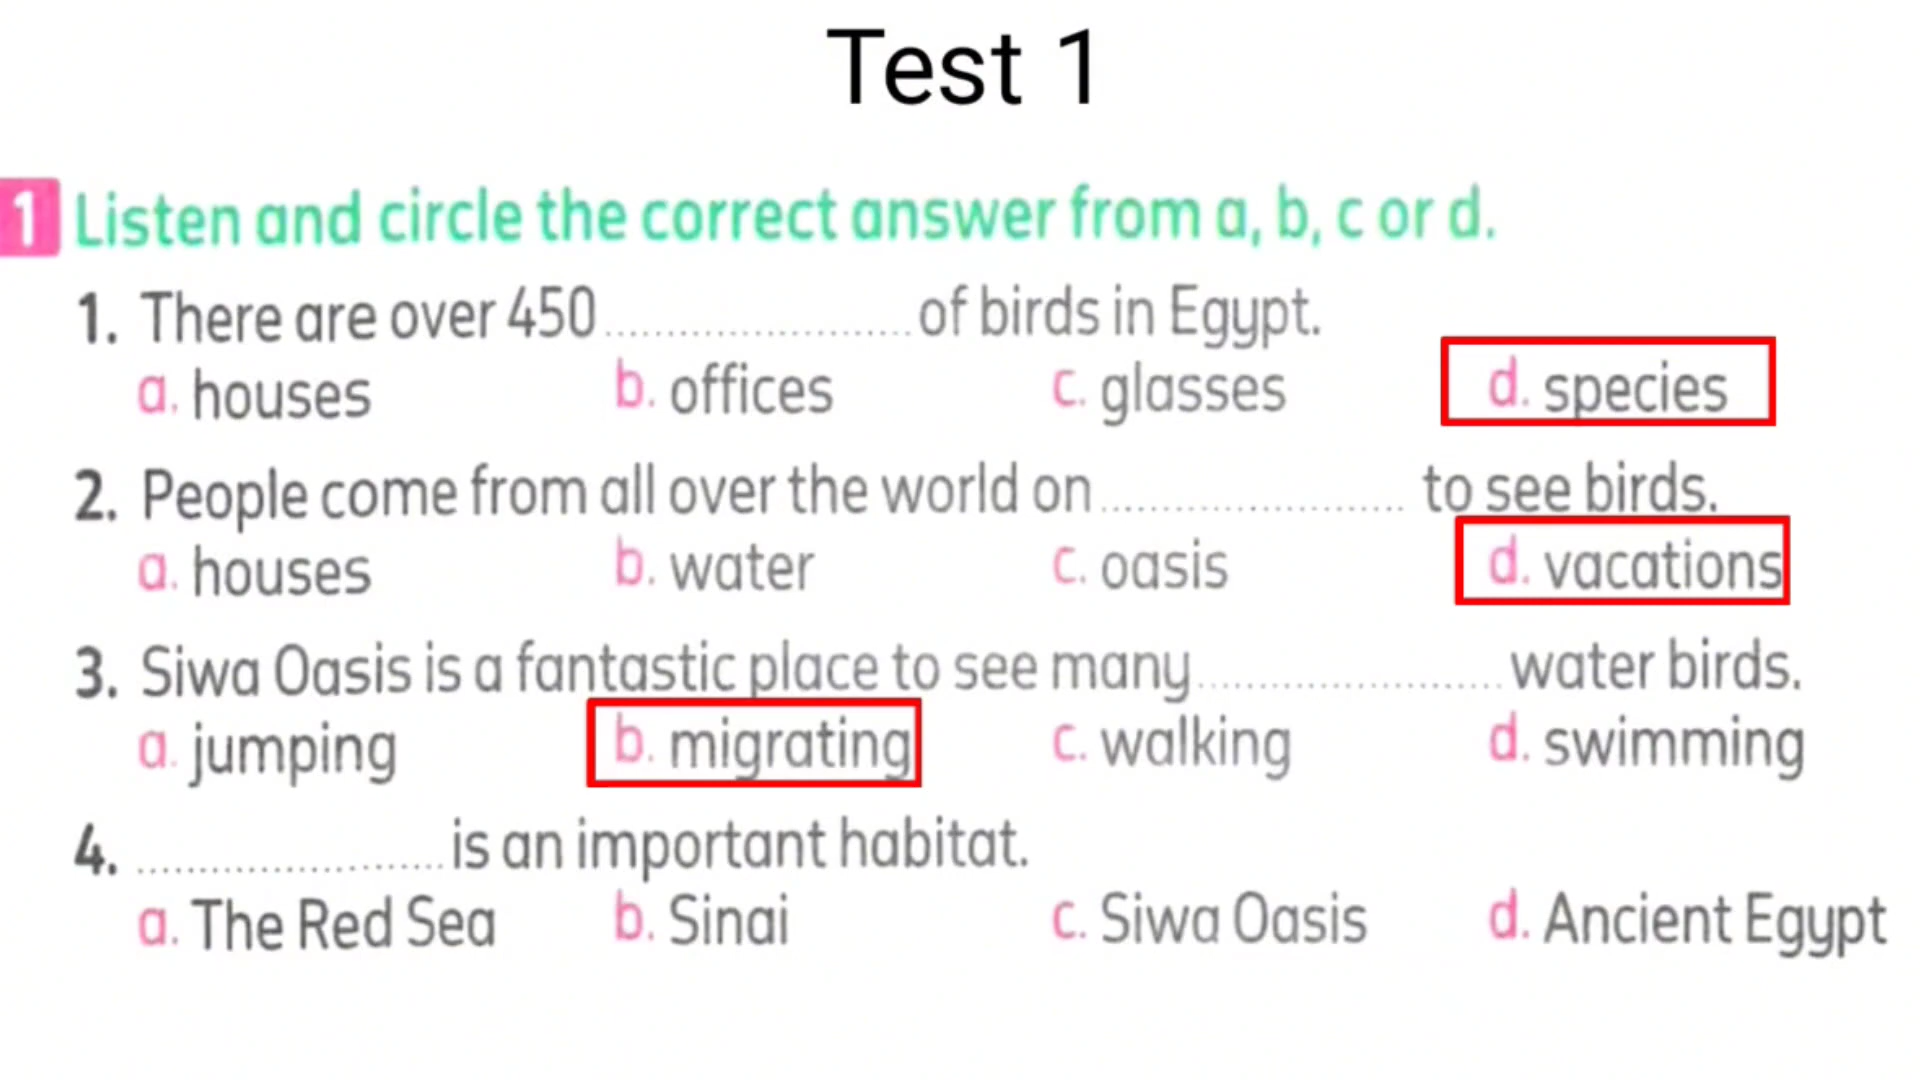 Test 1
1 Listen and circle the correct answer from a, b, c or d.
1. There are over 450 ........................ of birds in Egypt.
a. houses b. offices c. glasses d. species
2. People come from all over the world on ........................ to see birds.
a. houses b. water c. oasis d. vacations
3. Siwa Oasis is a fantastic place to see many ........................ water birds.
a. jumping b. migrating c. walking d. swimming
4. ........................ is an important habitat.
a. The Red Sea b. Sinai c. Siwa Oasis d. Ancient Egypt